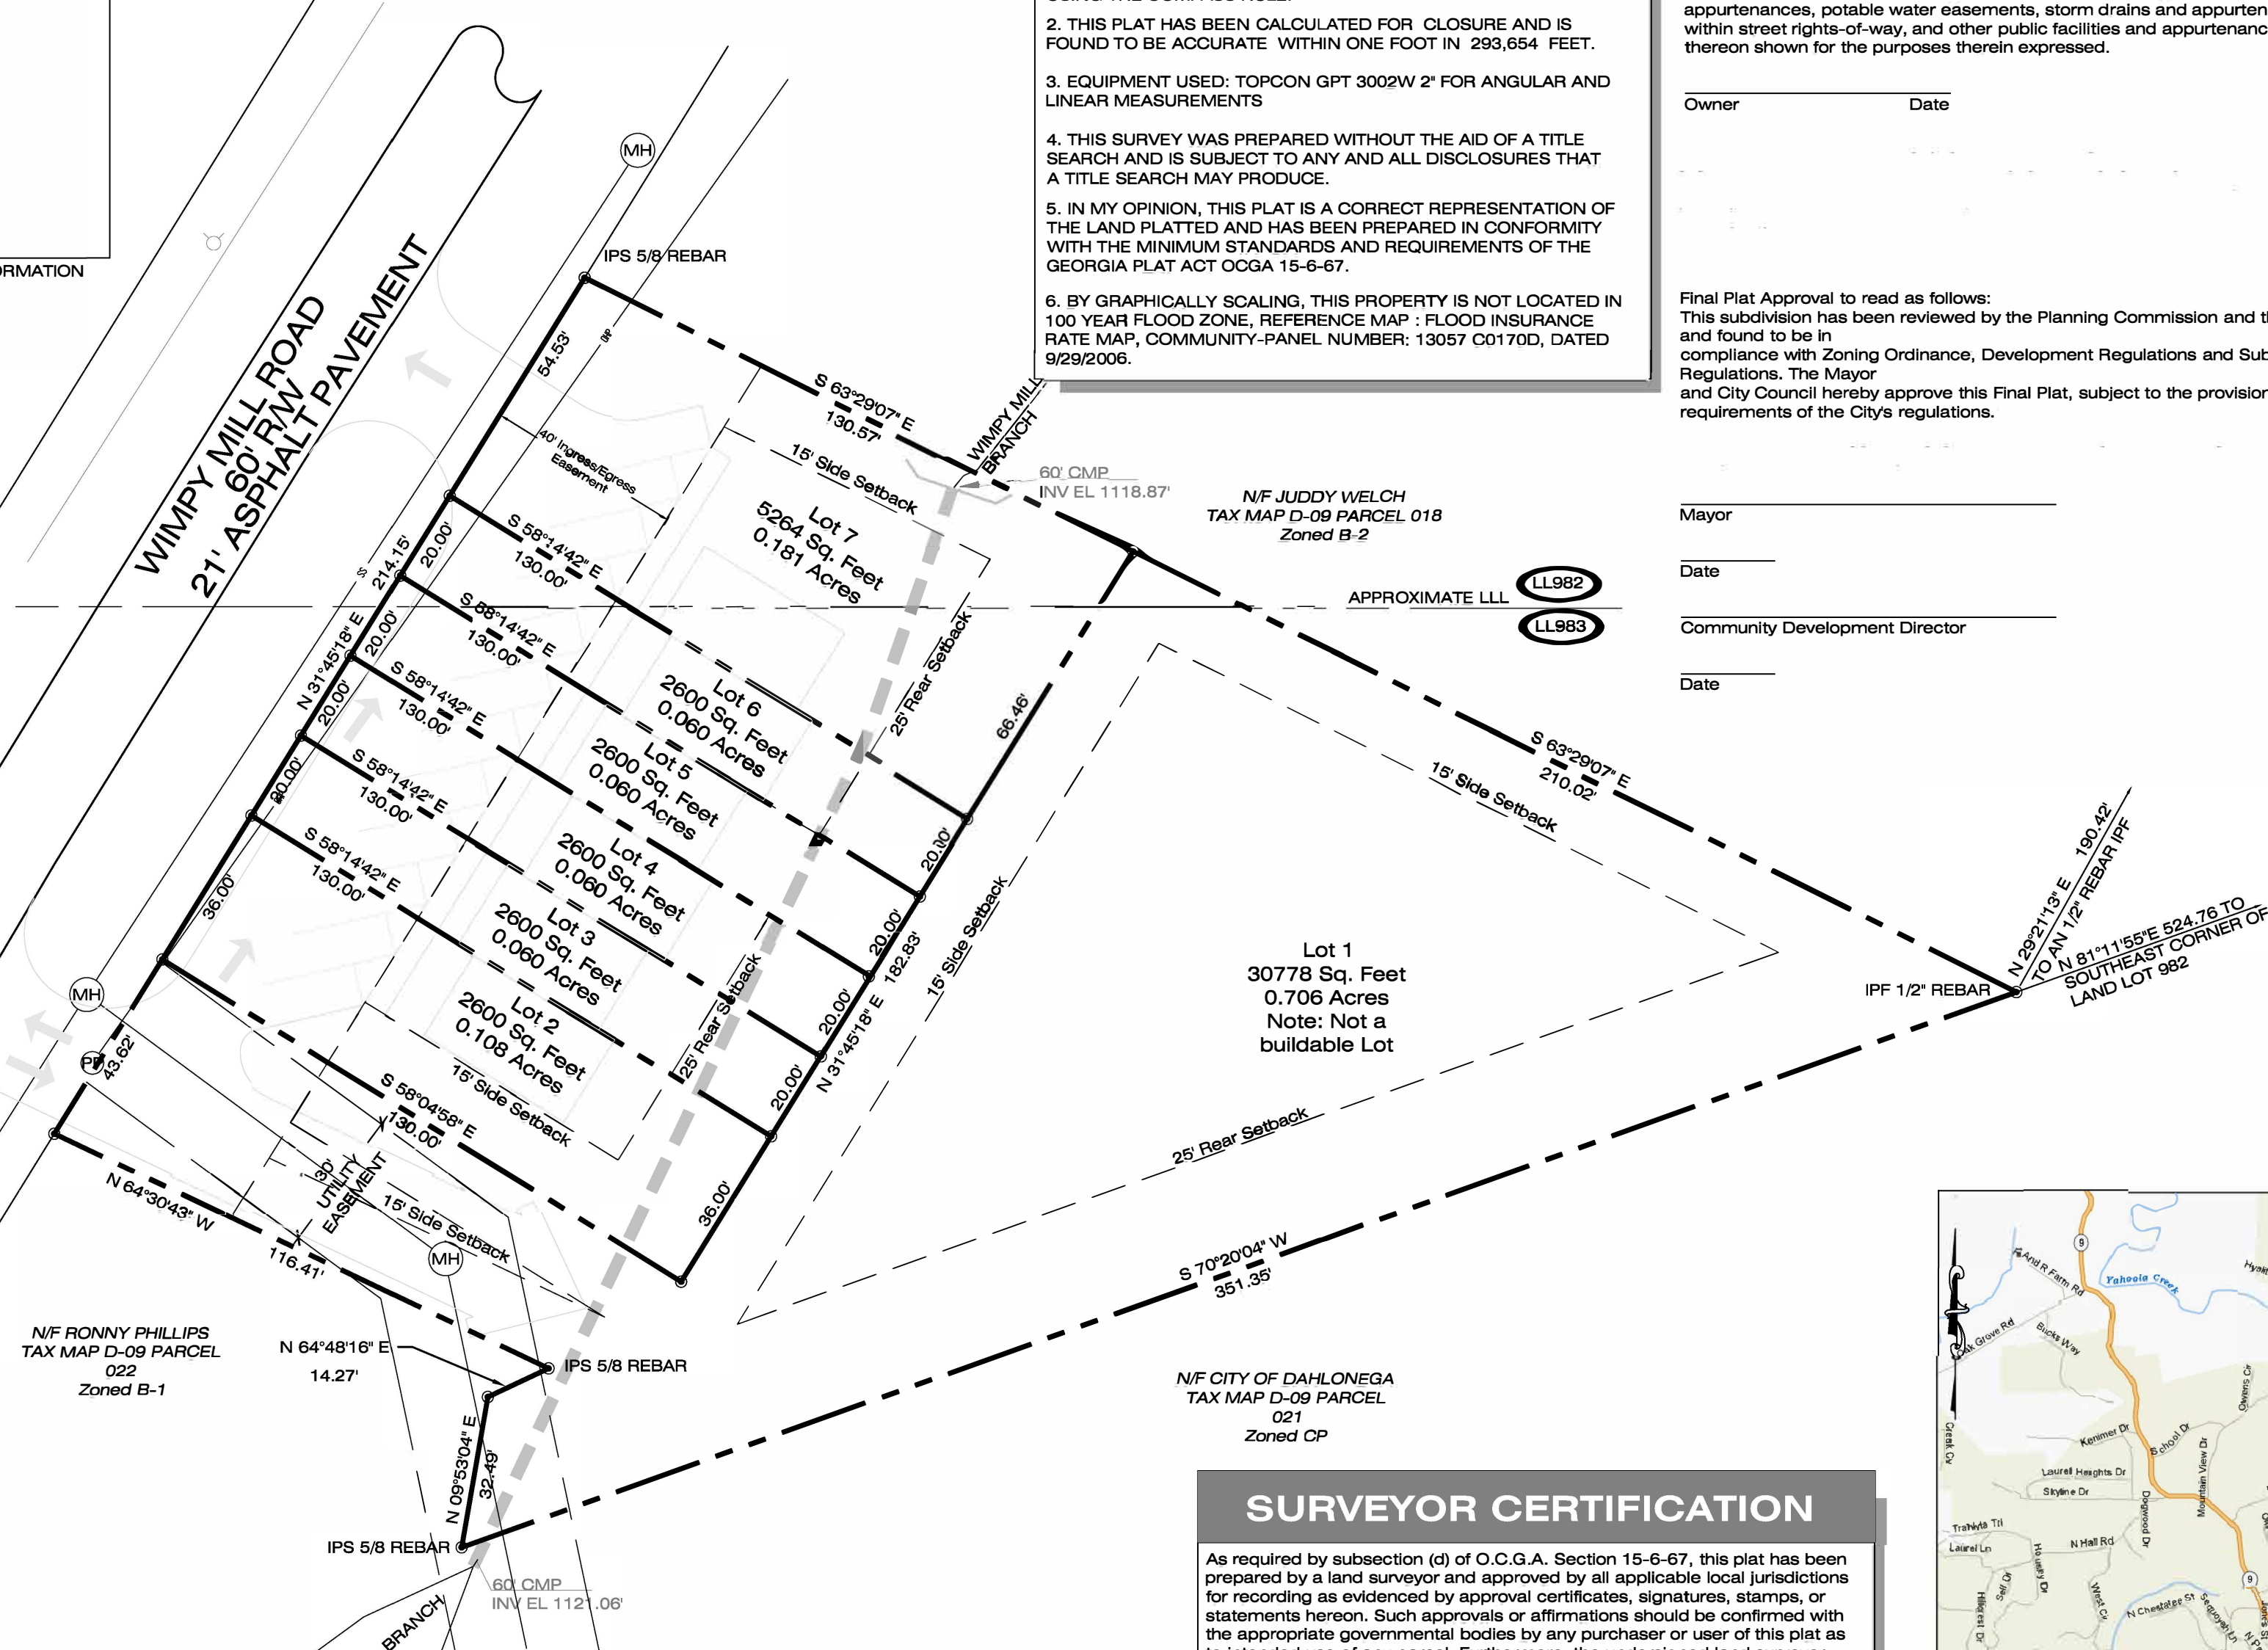 2. THIS PLAT HAS BEEN CALCULATED FOR CLOSURE AND IS
FOUND TO BE ACCURATE WITHIN ONE FOOT IN 293,654 FEET.
3. EQUIPMENT USED: TOPCON GPT 3002W 2" FOR ANGULAR AND
LINEAR MEASUREMENTS
4. THIS SURVEY WAS PREPARED WITHOUT THE AID OF A TITLE
SEARCH AND IS SUBJECT TO ANY AND ALL DISCLOSURES THAT
A TITLE SEARCH MAY PRODUCE.
5. IN MY OPINION, THIS PLAT IS A CORRECT REPRESENTATION OF
THE LAND PLATTED AND HAS BEEN PREPARED IN CONFORMITY
WITH THE MINIMUM STANDARDS AND REQUIREMENTS OF THE
GEORGIA PLAT ACT OCGA 15-6-67.
6. BY GRAPHICALLY SCALING, THIS PROPERTY IS NOT LOCATED IN
100 YEAR FLOOD ZONE, REFERENCE MAP : FLOOD INSURANCE
RATE MAP, COMMUNITY-PANEL NUMBER: 13057 C0170D, DATED
9/29/2006.
appurtenances, potable water easements, storm drains and appurten
within street rights-of-way, and other public facilities and appurtenanc
thereon shown for the purposes therein expressed.
Owner Date
Final Plat Approval to read as follows:
This subdivision has been reviewed by the Planning Commission and t
and found to be in
compliance with Zoning Ordinance, Development Regulations and Sub
Regulations. The Mayor
and City Council hereby approve this Final Plat, subject to the provision
requirements of the City's regulations.
Mayor
Date
Community Development Director
Date
ORMATION
WIMPY MILL ROAD
60' R/W
21' ASPHALT PAVEMENT
MH
IPS 5/8 REBAR
54.53'
GP
S 63°29'07" E
130.57'
WIMPY MILL
BRANCH
60' CMP
INV EL 1118.87'
40' Ingress/Egress
Easement
15' Side Setback
N/F JUDDY WELCH
TAX MAP D-09 PARCEL 018
Zoned B-2
APPROXIMATE LLL
LL982
LL983
Lot 7
5264 Sq. Feet
0.181 Acres
SS
214.15'
N 31°45'18" E
20.00'
S 58°14'42" E
130.00'
20.00'
S 58°14'42" E
130.00'
20.00'
S 58°14'42" E
130.00'
20.00'
S 58°14'42" E
130.00'
S 58°14'42" E
130.00'
36.00'
Lot 6
2600 Sq. Feet
0.060 Acres
Lot 5
2600 Sq. Feet
0.060 Acres
Lot 4
2600 Sq. Feet
0.060 Acres
Lot 3
2600 Sq. Feet
0.060 Acres
Lot 2
2600 Sq. Feet
0.108 Acres
25' Rear Setback
25' Rear Setback
66.46'
20.00'
20.00'
182.83'
20.00'
N 31°45'18" E
20.00'
36.00'
15' Side Setback
15' Side Setback
S 63°29'07" E
210.02'
Lot 1
30778 Sq. Feet
0.706 Acres
Note: Not a
buildable Lot
190.42'
N 29°21'13" E
TO AN 1/2" REBAR IPF
N 81°11'55"E 524.76 TO
SOUTHEAST CORNER OF
LAND LOT 982
IPF 1/2" REBAR
MH
PP
43.62'
S 58°04'58" E
130.00'
15' Side Setback
30'
UTILITY
EASEMENT
15' Side Setback
MH
N 64°30'43" W
116.41'
25' Rear Setback
S 70°20'04" W
351.35'
N/F RONNY PHILLIPS
TAX MAP D-09 PARCEL
022
Zoned B-1
N 64°48'16" E
14.27'
IPS 5/8 REBAR
N 09°53'04" E
32.49'
IPS 5/8 REBAR
60' CMP
INV EL 1121.06'
BRANCH
N/F CITY OF DAHLONEGA
TAX MAP D-09 PARCEL
021
Zoned CP
SURVEYOR CERTIFICATION
As required by subsection (d) of O.C.G.A. Section 15-6-67, this plat has been
prepared by a land surveyor and approved by all applicable local jurisdictions
for recording as evidenced by approval certificates, signatures, stamps, or
statements hereon. Such approvals or affirmations should be confirmed with
the appropriate governmental bodies by any purchaser or user of this plat as
9
And R Farm Rd
Yahoola Creek
Oak Grove Rd
Bucks Way
Owens Cir
Creek Cv
Kenimer Dr
School Dr
Mountain View Dr
Laurel Heights Dr
Skyline Dr
Dogwood Dr
Laurel Ln
N Hall Rd
Self Dr
West Cv
Hillcrest Dr
N Chestatee St
Sequoyah Ln
9